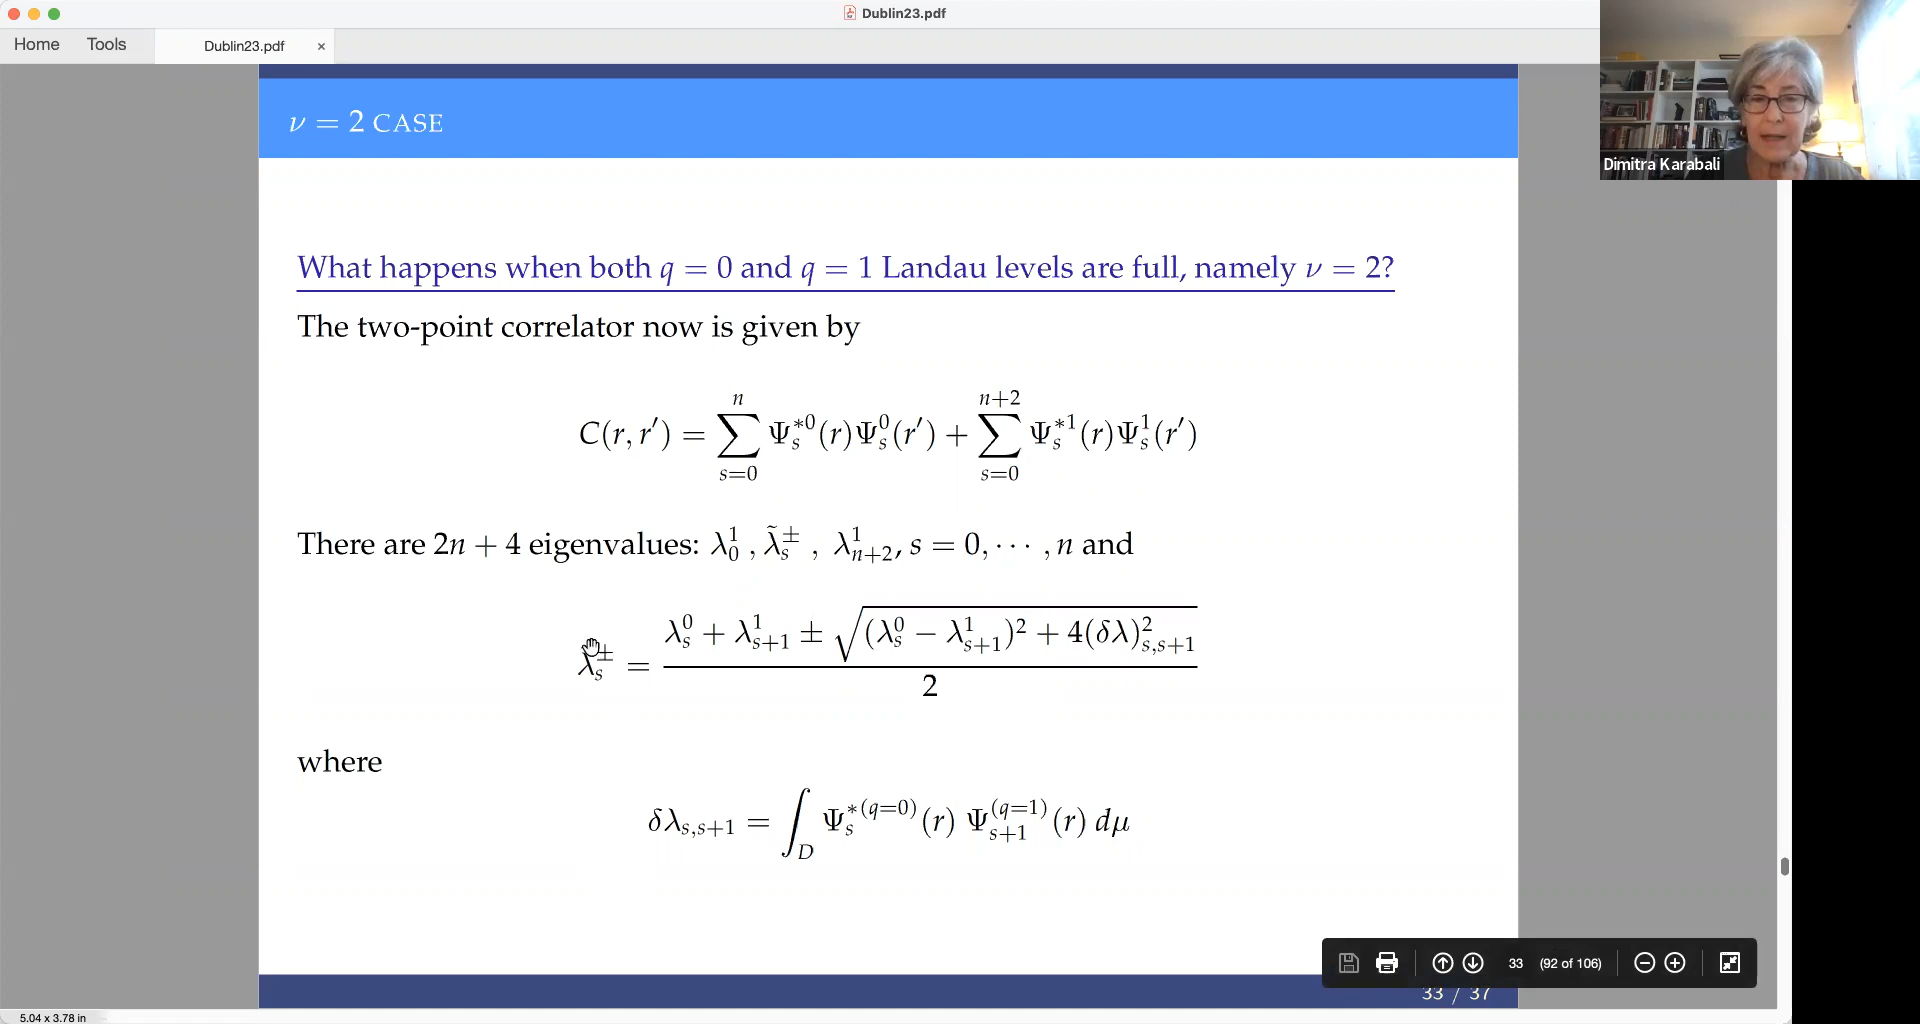 Dublin23.pdf
Home Tools Dublin23.pdf ×
Dimitra Karabali
ν = 2 CASE
What happens when both q = 0 and q = 1 Landau levels are full, namely ν = 2?
The two-point correlator now is given by
C(r, r′) = ∑_{s=0}^{n} Ψ_s^{*0}(r)Ψ_s^0(r′) + ∑_{s=0}^{n+2} Ψ_s^{*1}(r)Ψ_s^1(r′)
There are 2n + 4 eigenvalues: λ_0^1 , λ̃_s^± , λ_{n+2}^1, s = 0, ··· , n and
λ̃_s^± = \frac{λ_s^0 + λ_{s+1}^1 ± \sqrt{(λ_s^0 − λ_{s+1}^1)^2 + 4(δλ)_{s,s+1}^2}}{2}
where
δλ_{s,s+1} = ∫_D Ψ_s^{*(q=0)}(r) Ψ_{s+1}^{(q=1)}(r) dμ
33 (92 of 106)
33 / 37
5.04 x 3.78 in